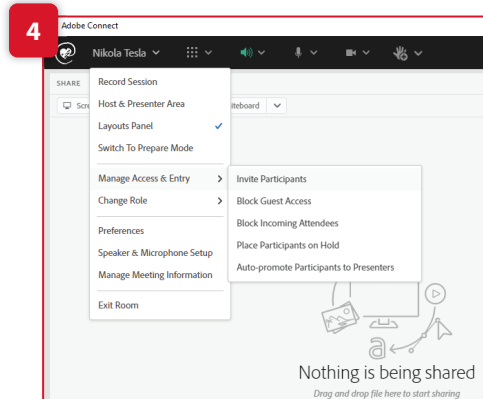 4
Adobe Connect
Nikola Tesla
SHARE
Record Session
Host & Presenter Area
Layouts Panel
Switch To Prepare Mode
Manage Access & Entry
Change Role
Preferences
Speaker & Microphone Setup
Manage Meeting Information
Exit Room
Invite Participants
Block Guest Access
Block Incoming Attendees
Place Participants on Hold
Auto-promote Participants to Presenters
a
Nothing is being shared
Drag and drop file here to start sharing